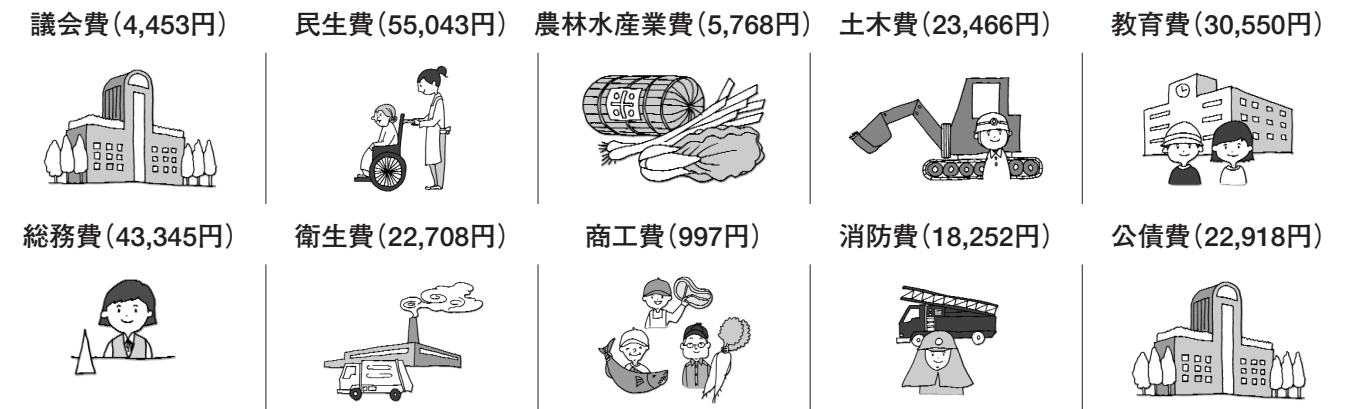 議会費（4,453円）
民生費（55,043円）
農林水産業費（5,768円）
土木費（23,466円）
教育費（30,550円）
総務費（43,345円）
衛生費（22,708円）
商工費（997円）
消防費（18,252円）
公債費（22,918円）